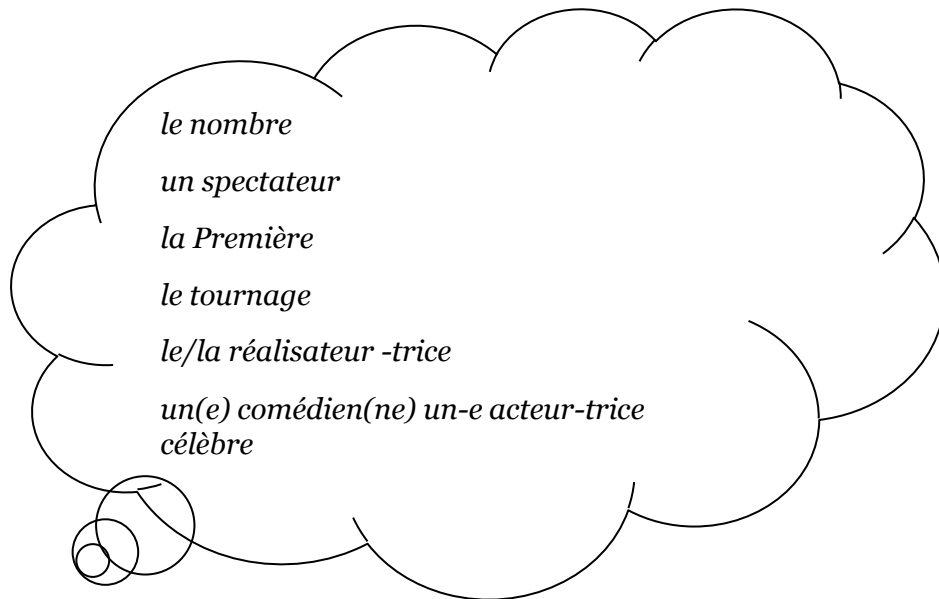 le nombre
un spectateur
la Première
le tournage
le/la réalisateur -trice
un(e) comédien(ne) un-e acteur-trice
célèbre